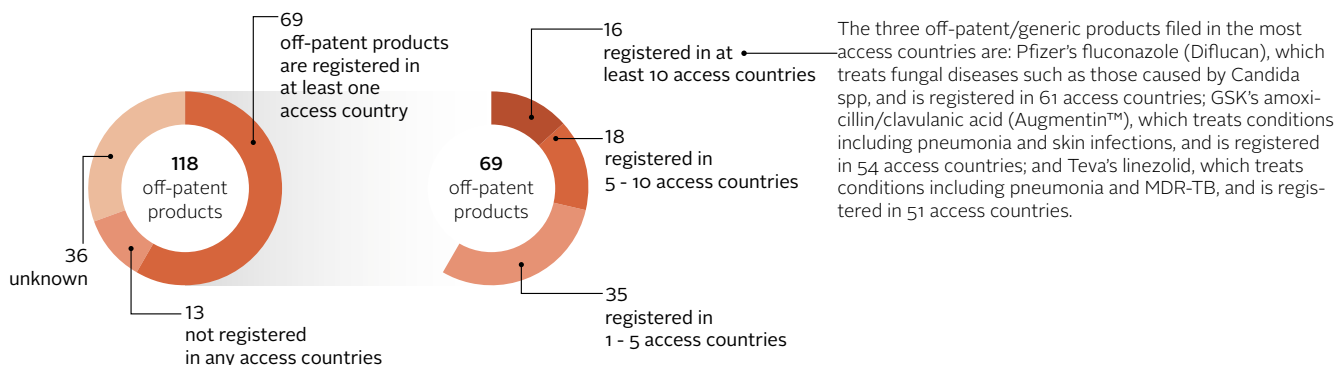 69
off-patent products
are registered in
at least one
access country
118
off-patent
products
36
unknown
13
not registered
in any access countries
16
registered in at
least 10 access countries
18
registered in
5 - 10 access countries
69
off-patent
products
35
registered in
1 - 5 access countries
The three off-patent/generic products filed in the most
access countries are: Pfizer's fluconazole (Diflucan), which
treats fungal diseases such as those caused by Candida
spp, and is registered in 61 access countries; GSK's amoxi-
cillin/clavulanic acid (Augmentin™), which treats conditions
including pneumonia and skin infections, and is registered
in 54 access countries; and Teva's linezolid, which treats
conditions including pneumonia and MDR-TB, and is regis-
tered in 51 access countries.